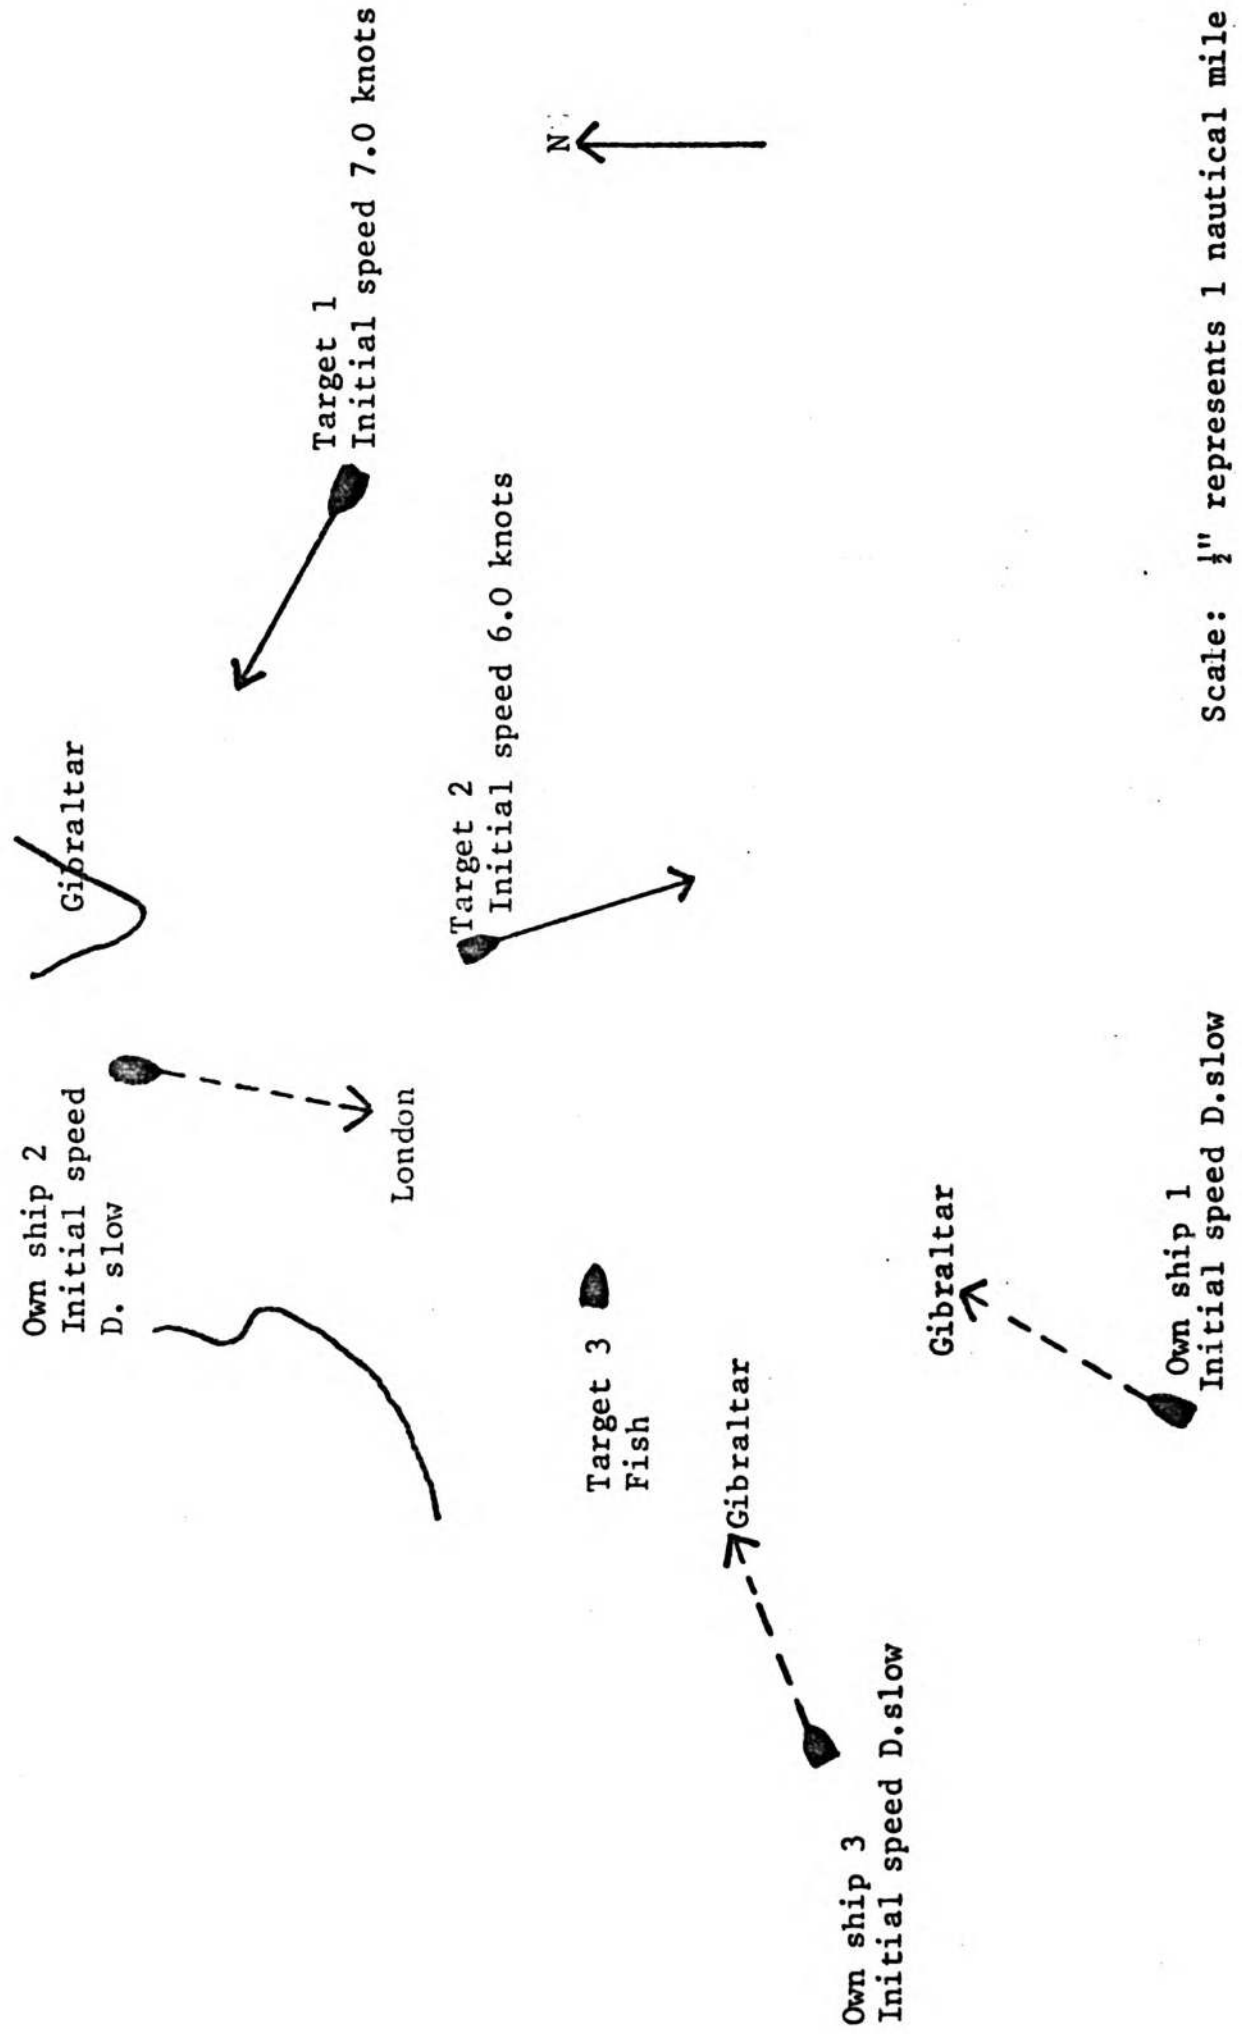 Own ship 2
Initial speed
D. slow
Gibraltar
London
Target 1
Initial speed 7.0 knots
Target 2
Initial speed 6.0 knots
N
Target 3
Fish
Gibraltar
Gibraltar
Own ship 3
Initial speed D.slow
Own ship 1
Initial speed D.slow
Scale: ½" represents 1 nautical mile